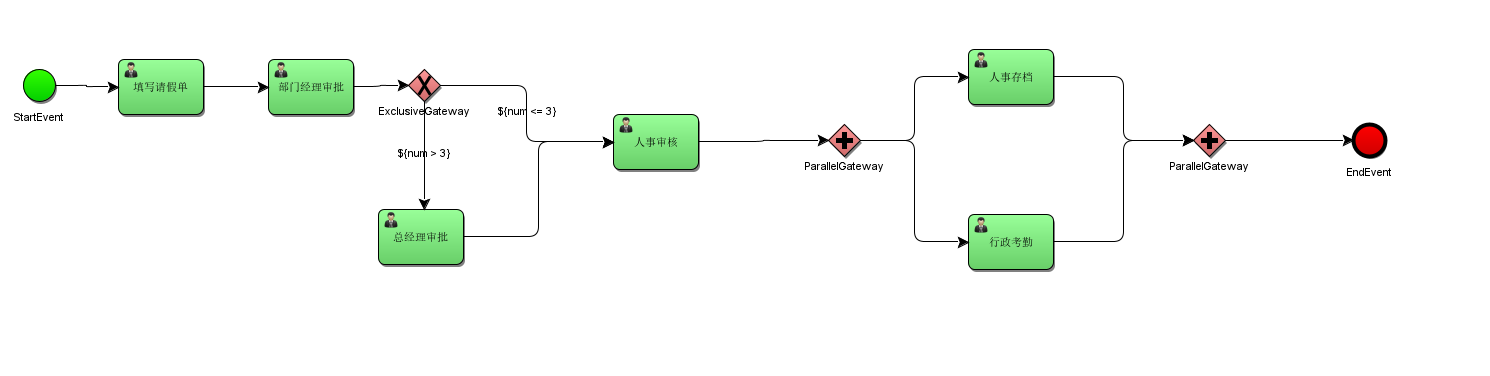 StartEvent
填写请假单
部门经理审批
ExclusiveGateway
${num <= 3}
${num > 3}
总经理审批
人事审核
ParallelGateway
人事存档
行政考勤
ParallelGateway
EndEvent